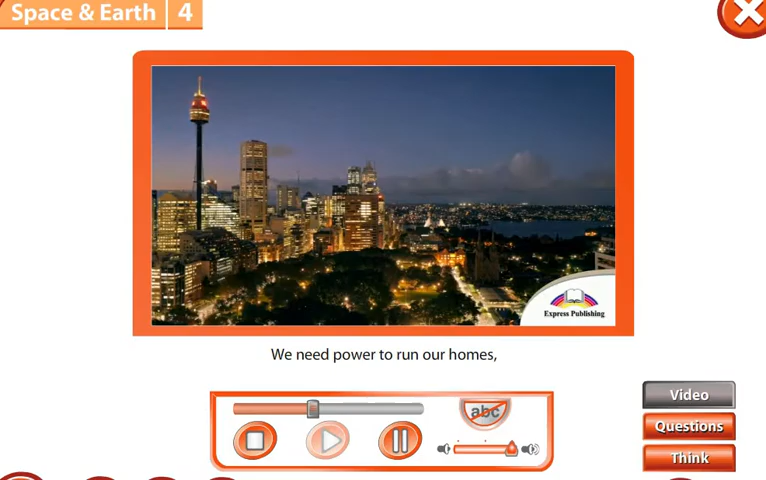 Space & Earth 4
Express Publishing
We need power to run our homes,
abc
Video
Questions
Think